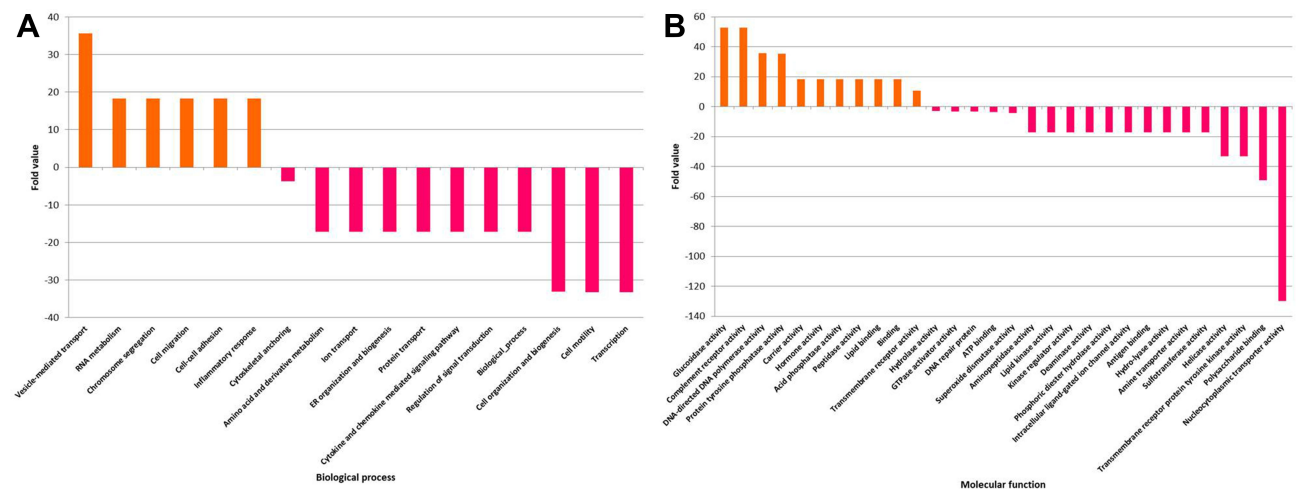 A
40
30
20
10
0
-10
-20
-30
-40
Fold value
Vesicle-mediated transport
RNA metabolism
Chromosome segregation
Cell migration
Cell-cell adhesion
Inflammatory response
Cytoskeletal anchoring
Amino acid and derivative metabolism
Ion transport
ER organization and biogenesis
Protein transport
Cytokine and chemokine mediated signaling pathway
Regulation of signal transduction
Biological_process
Cell organization and biogenesis
Cell motility
Transcription
Biological process
B
60
40
20
0
-20
-40
-60
-80
-100
-120
-140
Fold value
Glucosidase activity
Complement receptor activity
DNA-directed DNA polymerase activity
Protein tyrosine phosphatase activity
Carrier activity
Hormone activity
Acid phosphatase activity
Peptidase activity
Lipid binding
Binding
Transmembrane receptor activity
Hydrolase activity
GTPase activator activity
DNA repair protein
ATP binding
Superoxide dismutase activity
Aminopeptidase activity
Lipid kinase activity
Kinase regulator activity
Deaminase activity
Phosphoric diester hydrolase activity
Intracellular ligand-gated ion channel activity
Antigen binding
Hydro-lyase activity
Amine transporter activity
Sulfotransferase activity
Helicase activity
Transmembrane receptor protein tyrosine kinase activity
Polysaccharide binding
Nucleocytoplasmic transporter activity
Molecular function